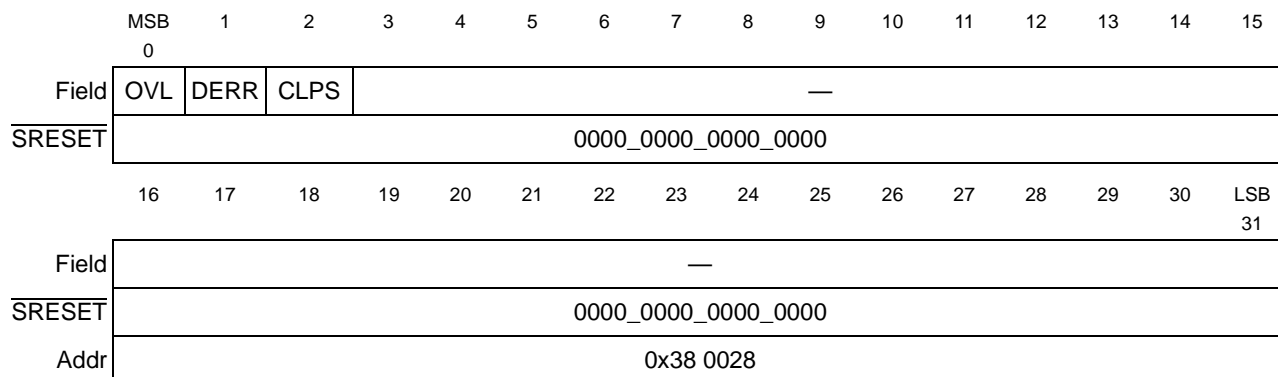 MSB 1 2 3 4 5 6 7 8 9 10 11 12 13 14 15
0
Field OVL DERR CLPS —
SRESET 0000_0000_0000_0000
16 17 18 19 20 21 22 23 24 25 26 27 28 29 30 LSB
31
Field —
SRESET 0000_0000_0000_0000
Addr 0x38 0028